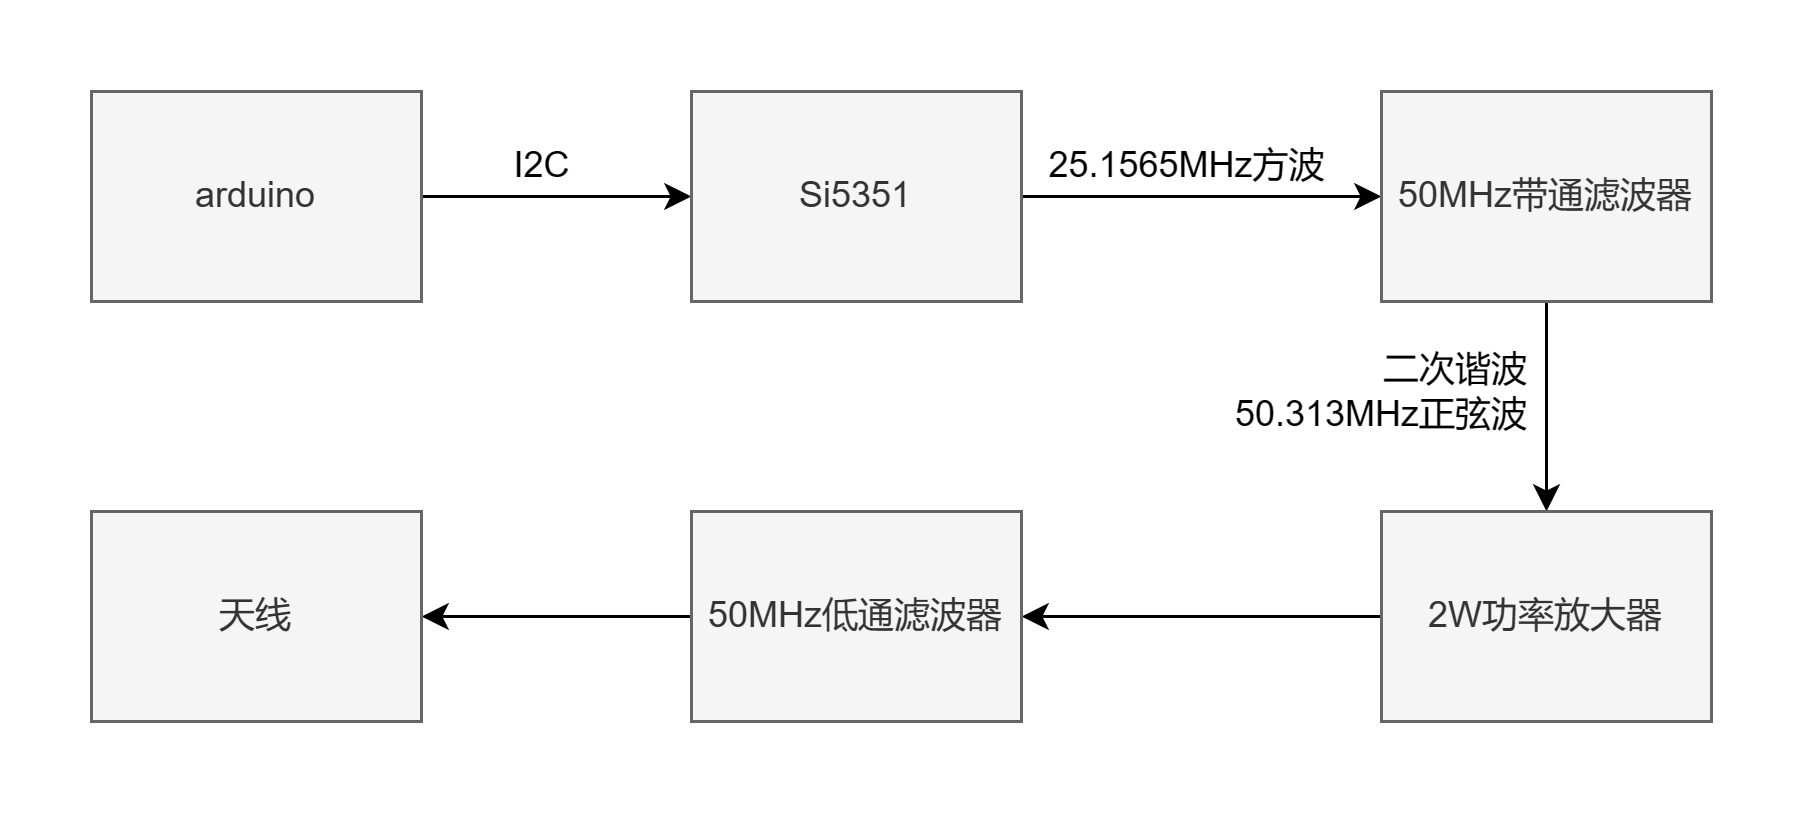 arduino
I2C
Si5351
25.1565MHz方波
50MHz带通滤波器
二次谐波
50.313MHz正弦波
2W功率放大器
50MHz低通滤波器
天线